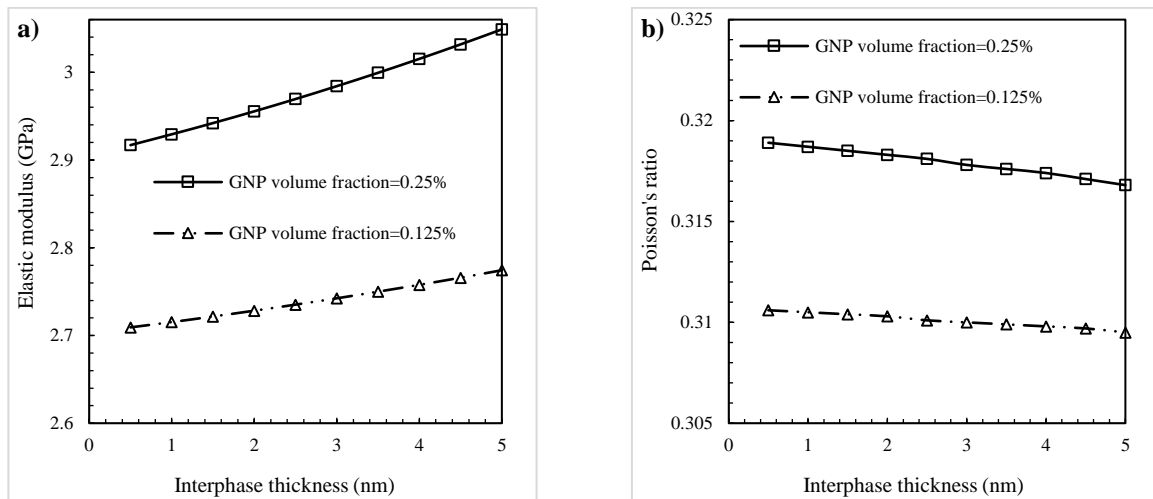 a)
Elastic modulus (GPa)
3
2.9
2.8
2.7
2.6
GNP volume fraction=0.25%
GNP volume fraction=0.125%
0 1 2 3 4 5
Interphase thickness (nm)
b)
Poisson's ratio
0.325
0.32
0.315
0.31
0.305
GNP volume fraction=0.25%
GNP volume fraction=0.125%
0 1 2 3 4 5
Interphase thickness (nm)